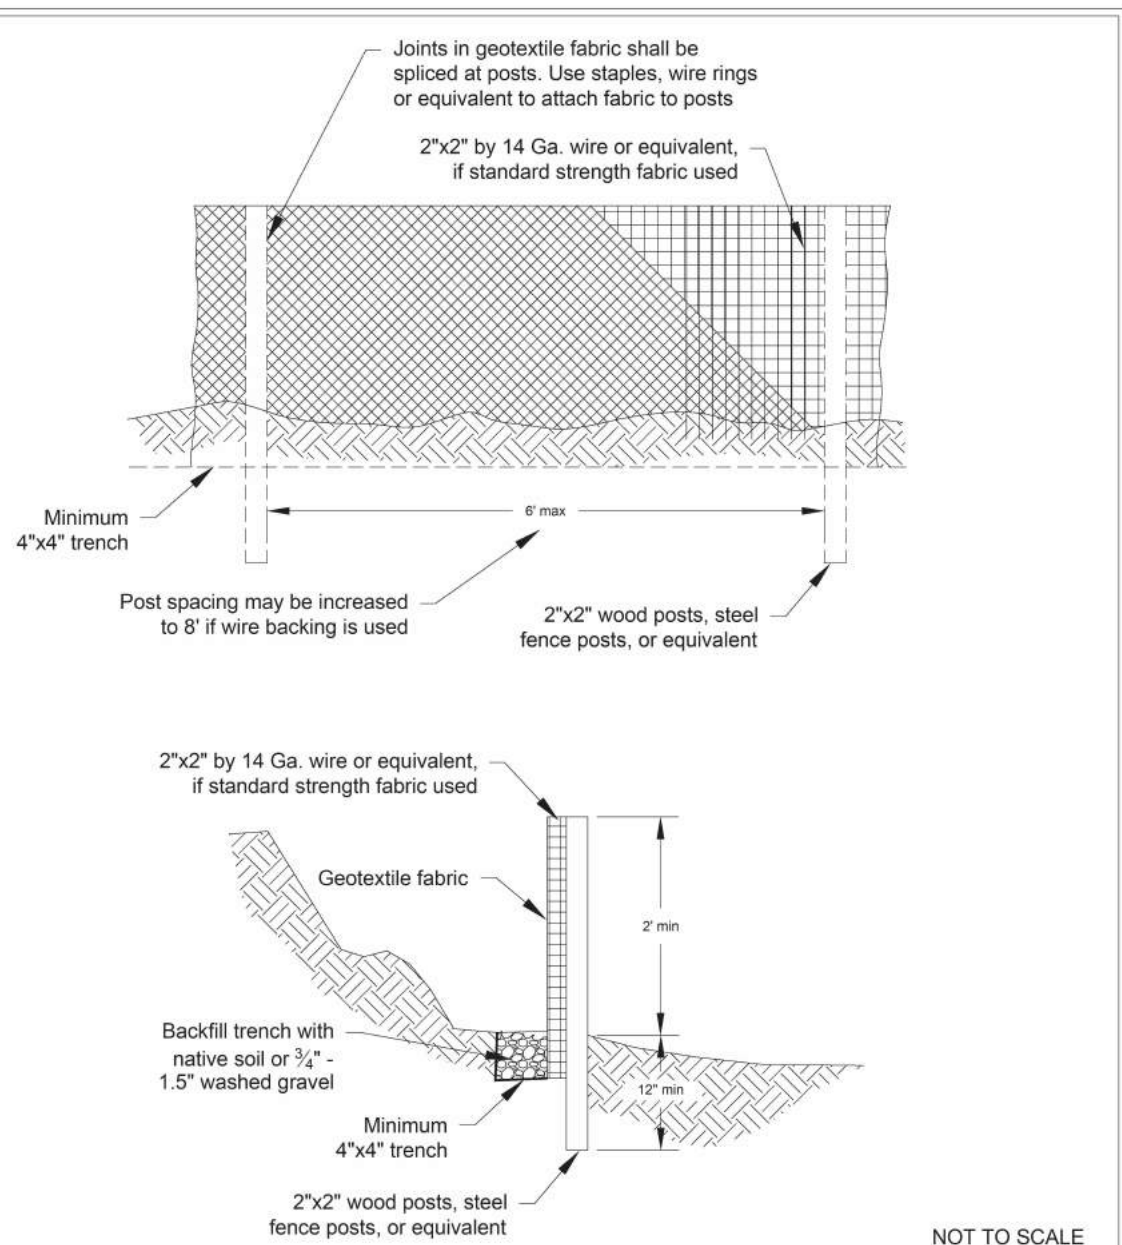 Joints in geotextile fabric shall be
spliced at posts. Use staples, wire rings
or equivalent to attach fabric to posts
2"x2" by 14 Ga. wire or equivalent,
if standard strength fabric used
6' max
Minimum
4"x4" trench
Post spacing may be increased
to 8' if wire backing is used
2"x2" wood posts, steel
fence posts, or equivalent
2"x2" by 14 Ga. wire or equivalent,
if standard strength fabric used
Geotextile fabric
2' min
Backfill trench with
native soil or ¾" -
1.5" washed gravel
12" min
Minimum
4"x4" trench
2"x2" wood posts, steel
fence posts, or equivalent
NOT TO SCALE